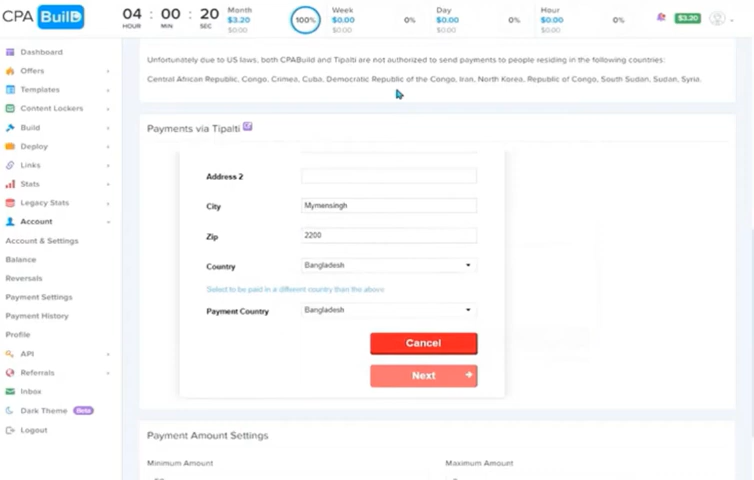 CPA BuilD
04 : 00 : 20
HOUR MIN SEC
Month
$3.20
$0.00
100%
Week
$0.00
$0.00
0%
Day
$0.00
$0.00
0%
Hour
$0.00
$0.00
0%
$3.20
Dashboard
Offers
Templates
Content Lockers
Build
Deploy
Links
Stats
Legacy Stats
Account
Account & Settings
Balance
Reversals
Payment Settings
Payment History
Profile
API
Referrals
Inbox
Dark Theme Beta
Logout
Unfortunately due to US laws, both CPABuild and Tipalti are not authorized to send payments to people residing in the following countries:
Central African Republic, Congo, Crimea, Cuba, Democratic Republic of the Congo, Iran, North Korea, Republic of Congo, South Sudan, Sudan, Syria.
Payments via Tipalti
Address 2
City Mymensingh
Zip 2200
Country Bangladesh
Select to be paid in a different country than the above
Payment Country Bangladesh
Cancel
Next
Payment Amount Settings
Minimum Amount Maximum Amount